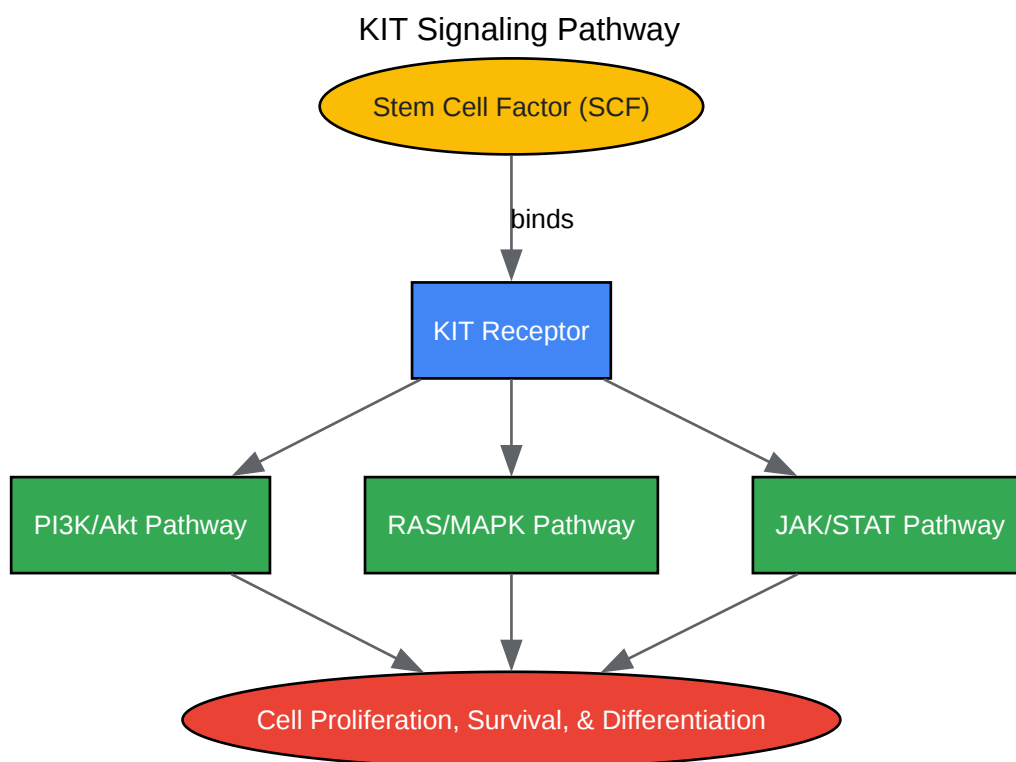 KIT Signaling Pathway
Stem Cell Factor (SCF)
binds
KIT Receptor
PI3K/Akt Pathway
RAS/MAPK Pathway
JAK/STAT Pathway
Cell Proliferation, Survival, & Differentiation